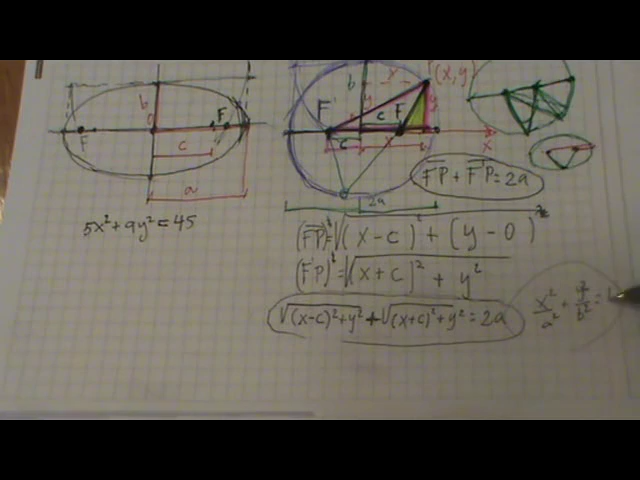 b
O
F'
F
c
a
5x² + 9y² = 45
(x, y)
b
x
y
y
F'
F
c
c
x
2a
FP + F'P = 2a
(FP)² = √(x - c)² + (y - 0)²
(F'P)² = √(x + c)² + y²
√(x-c)² + y² + √(x+c)² + y² = 2a
x²/a² + y²/b² = 1